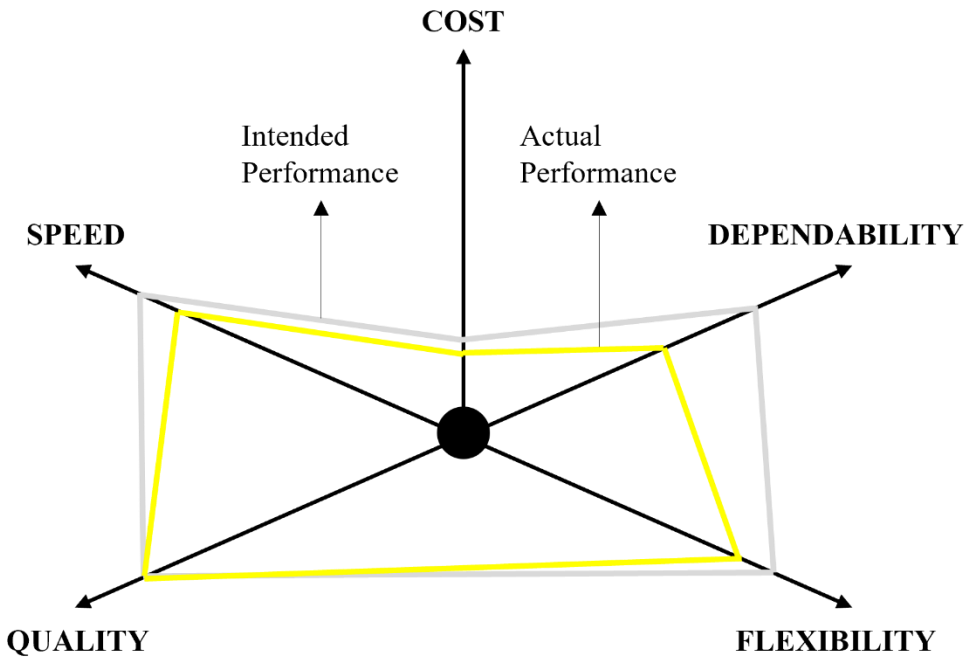 COST
Intended
Performance
Actual
Performance
SPEED
DEPENDABILITY
QUALITY
FLEXIBILITY